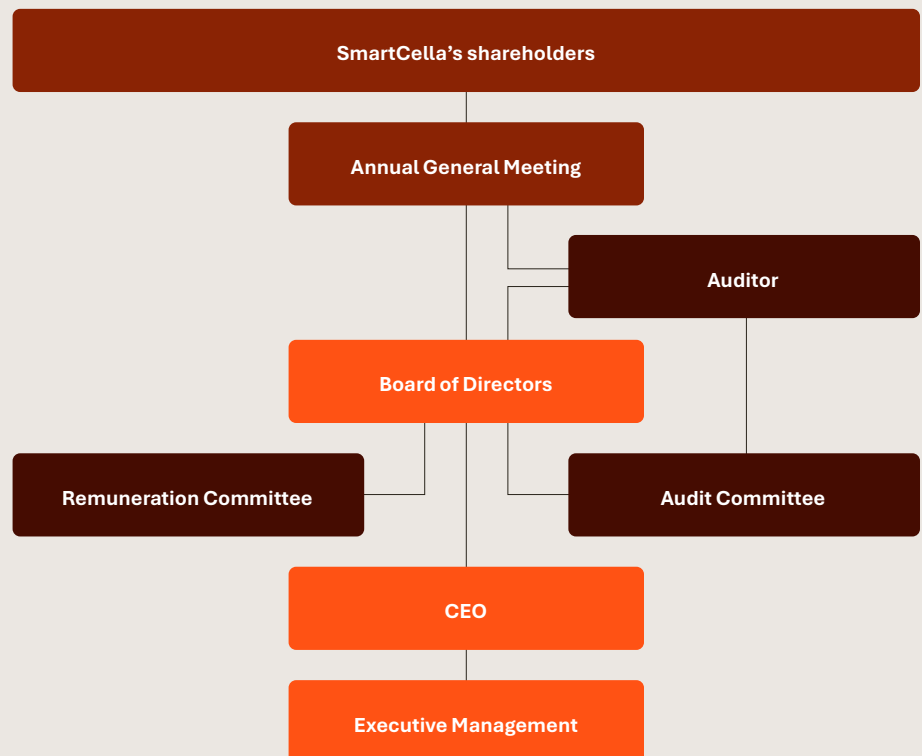 SmartCella’s shareholders
Annual General Meeting
Auditor
Board of Directors
Remuneration Committee
Audit Committee
CEO
Executive Management